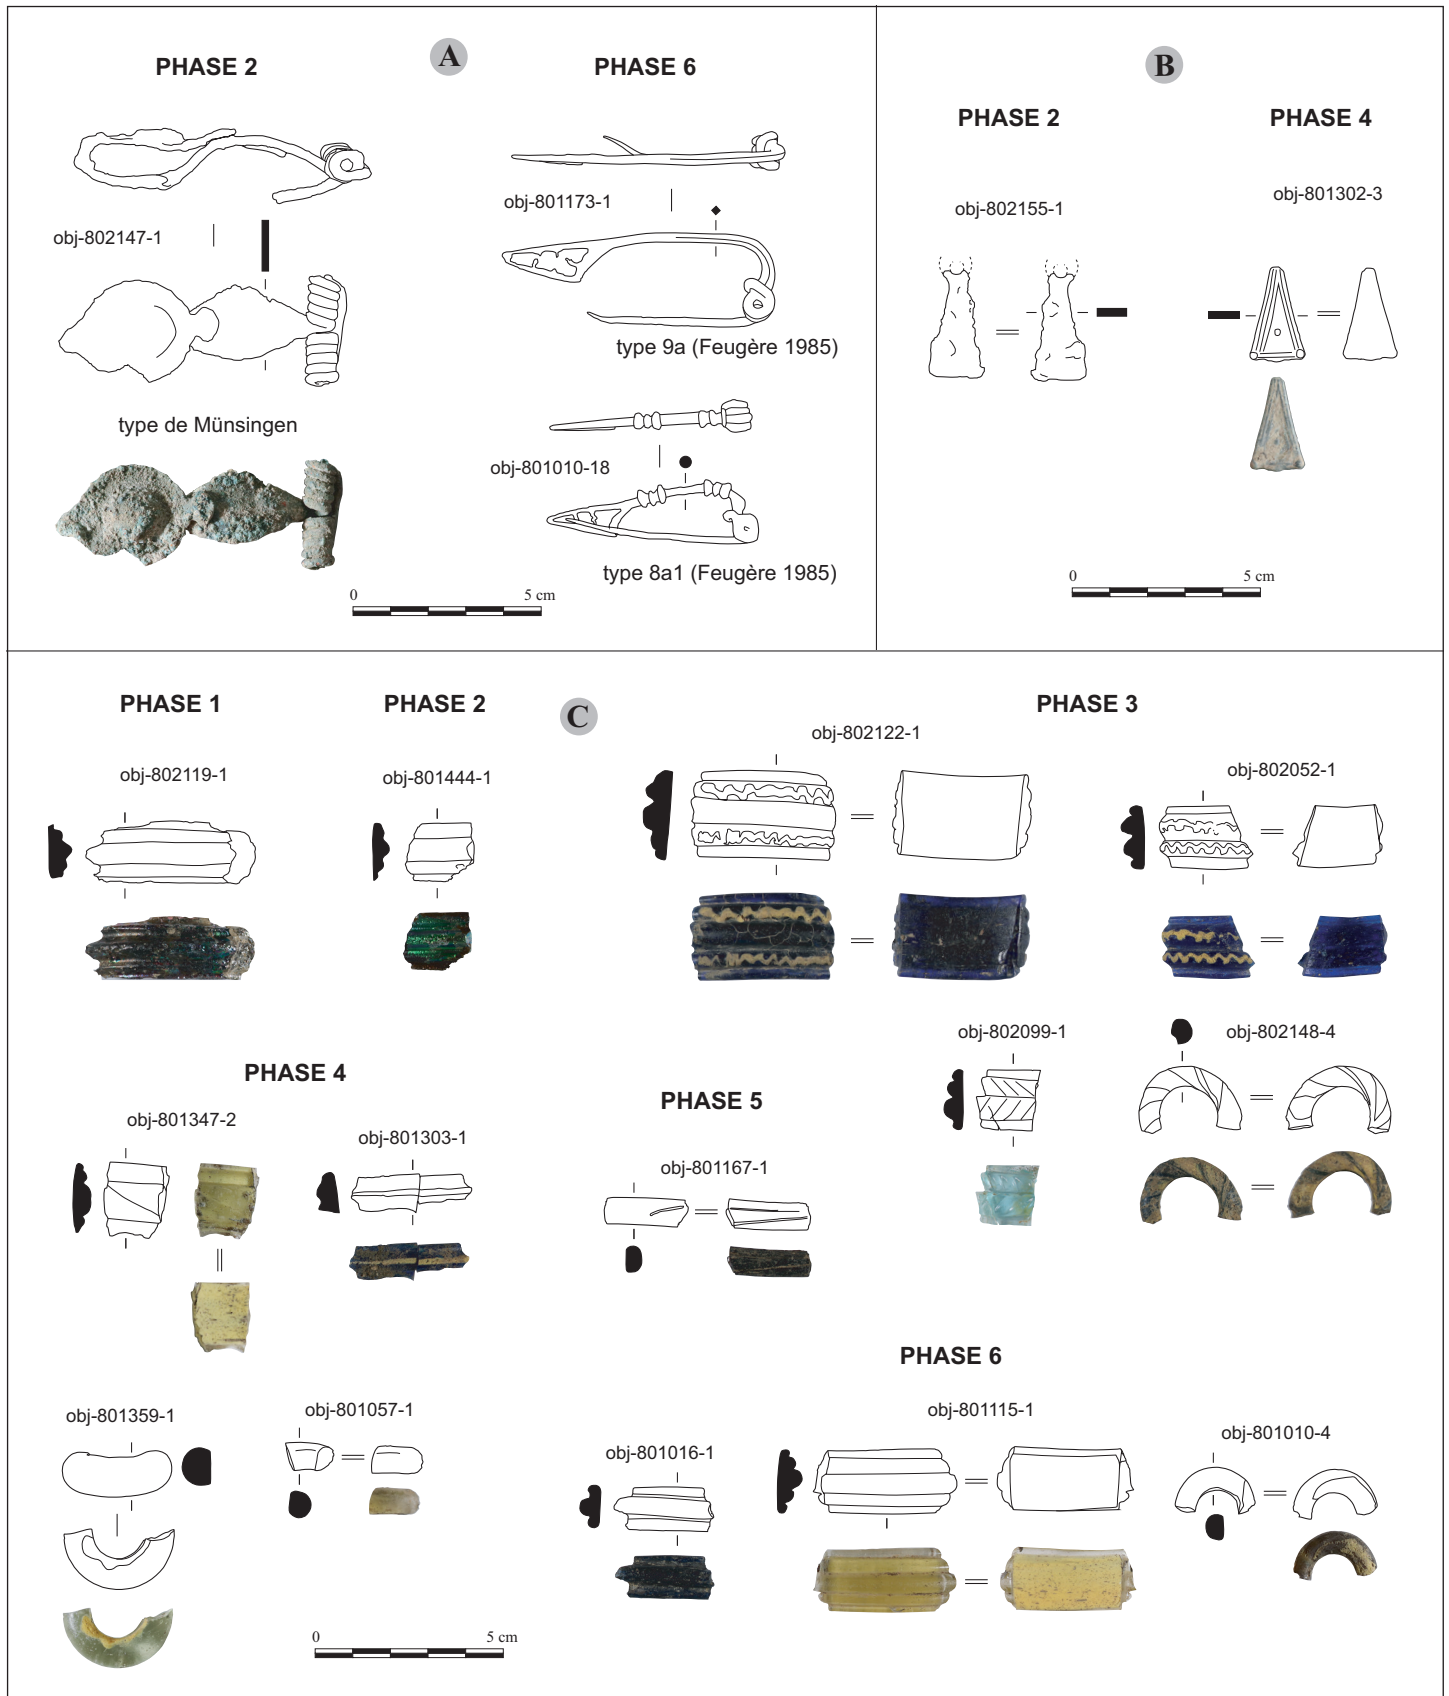 A
PHASE 2
PHASE 6
obj-802147-1
type de Münsingen
obj-801173-1
type 9a (Feugère 1985)
obj-801010-18
type 8a1 (Feugère 1985)
0 5 cm
B
PHASE 2
PHASE 4
obj-802155-1
obj-801302-3
0 5 cm
C
PHASE 1
PHASE 2
PHASE 3
obj-802119-1
obj-801444-1
obj-802122-1
obj-802052-1
obj-802099-1
obj-802148-4
PHASE 4
obj-801347-2
obj-801303-1
PHASE 5
obj-801167-1
obj-801359-1
obj-801057-1
PHASE 6
obj-801016-1
obj-801115-1
obj-801010-4
0 5 cm